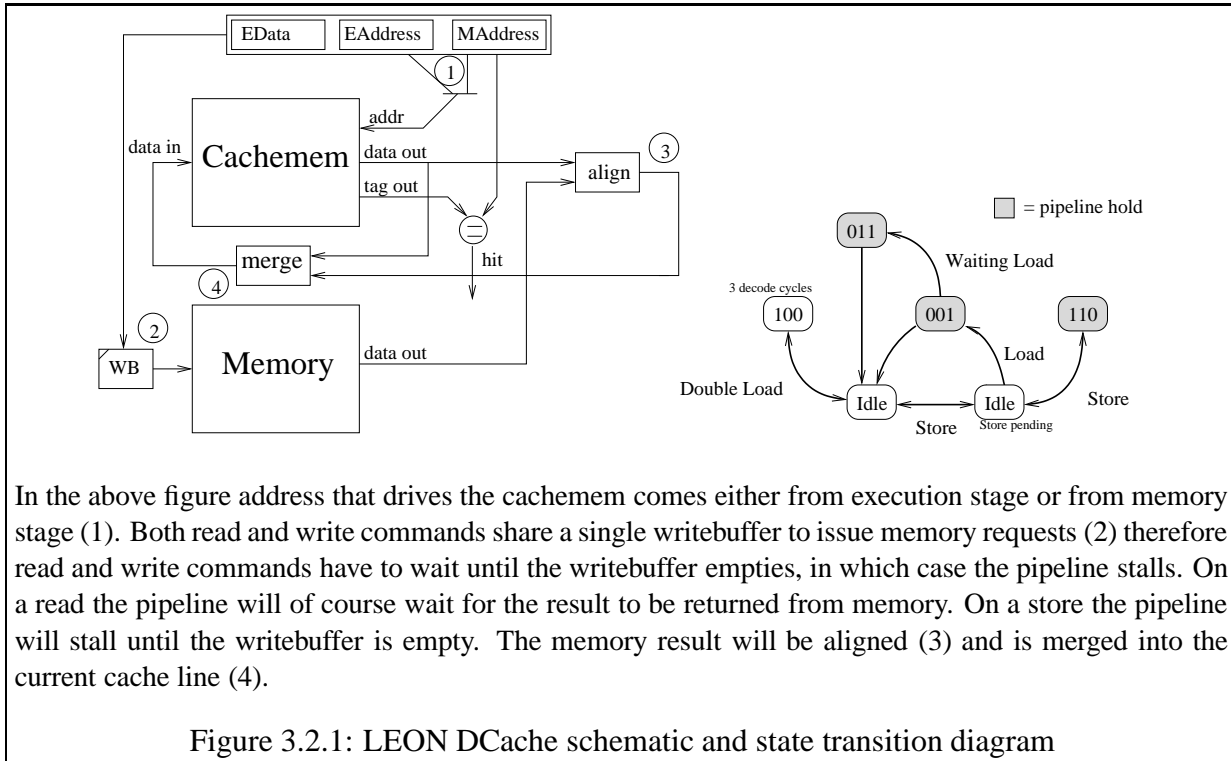 EData EAddress MAddress
1
addr
data in
Cachemem
data out
tag out
align
3
merge
hit
4
2
WB
Memory
data out
= pipeline hold
011
Waiting Load
3 decode cycles
100
001
110
Load
Double Load
Idle
Idle
Store
Store pending
Store
In the above figure address that drives the cachemem comes either from execution stage or from memory
stage (1). Both read and write commands share a single writebuffer to issue memory requests (2) therefore
read and write commands have to wait until the writebuffer empties, in which case the pipeline stalls. On
a read the pipeline will of course wait for the result to be returned from memory. On a store the pipeline
will stall until the writebuffer is empty. The memory result will be aligned (3) and is merged into the
current cache line (4).
Figure 3.2.1: LEON DCache schematic and state transition diagram